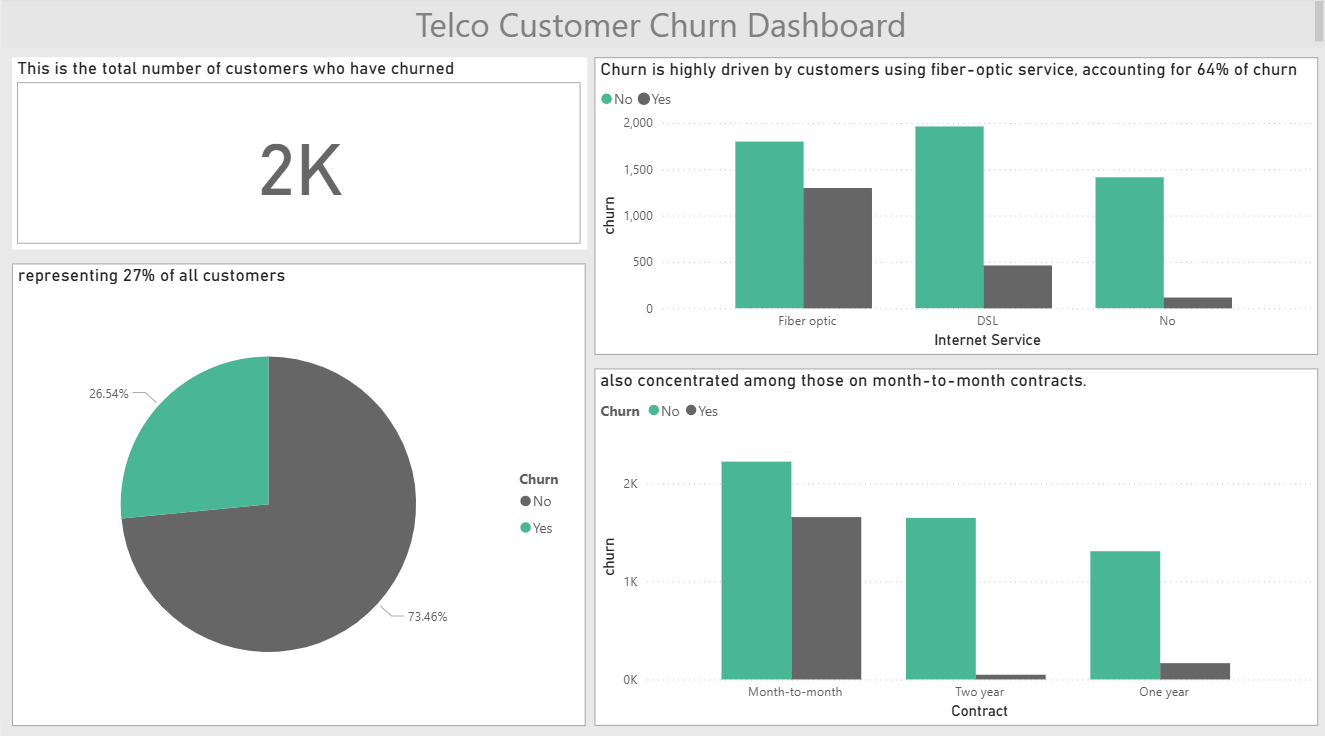 Telco Customer Churn Dashboard
This is the total number of customers who have churned
2K
representing 27% of all customers
26.54%
73.46%
Churn
No
Yes
Churn is highly driven by customers using fiber-optic service, accounting for 64% of churn
No Yes
2,000
1,500
1,000
500
0
churn
Fiber optic DSL No
Internet Service
also concentrated among those on month-to-month contracts.
Churn No Yes
2K
1K
0K
churn
Month-to-month Two year One year
Contract